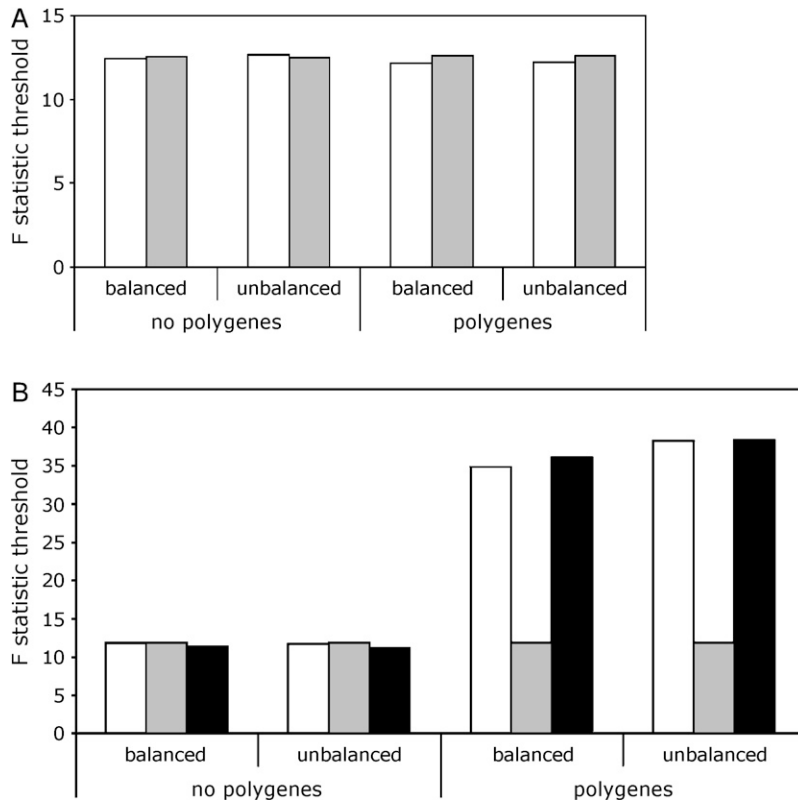 A
15
10
5
0
F statistic threshold
balanced unbalanced balanced unbalanced
no polygenes polygenes
B
45
40
35
30
25
20
15
10
5
0
F statistic threshold
balanced unbalanced balanced unbalanced
no polygenes polygenes